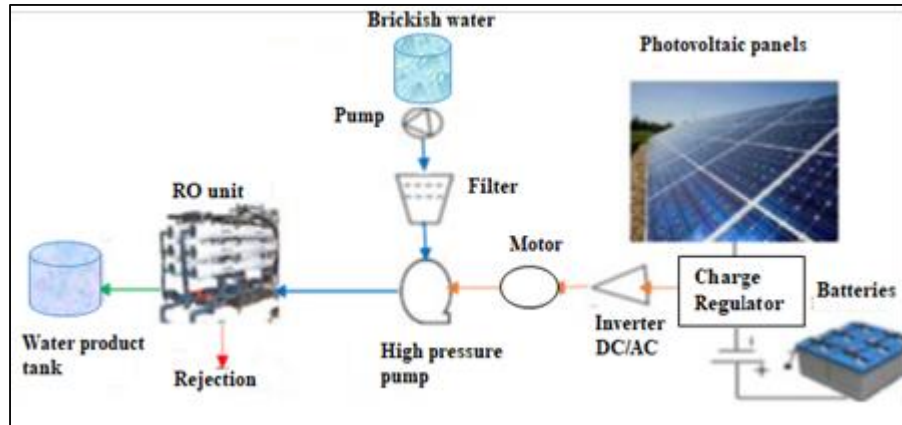 Brickish water
Photovoltaic panels
Pump
RO unit
Filter
Motor
Charge
Regulator
Batteries
Inverter
DC/AC
Water product
tank
High pressure
pump
Rejection